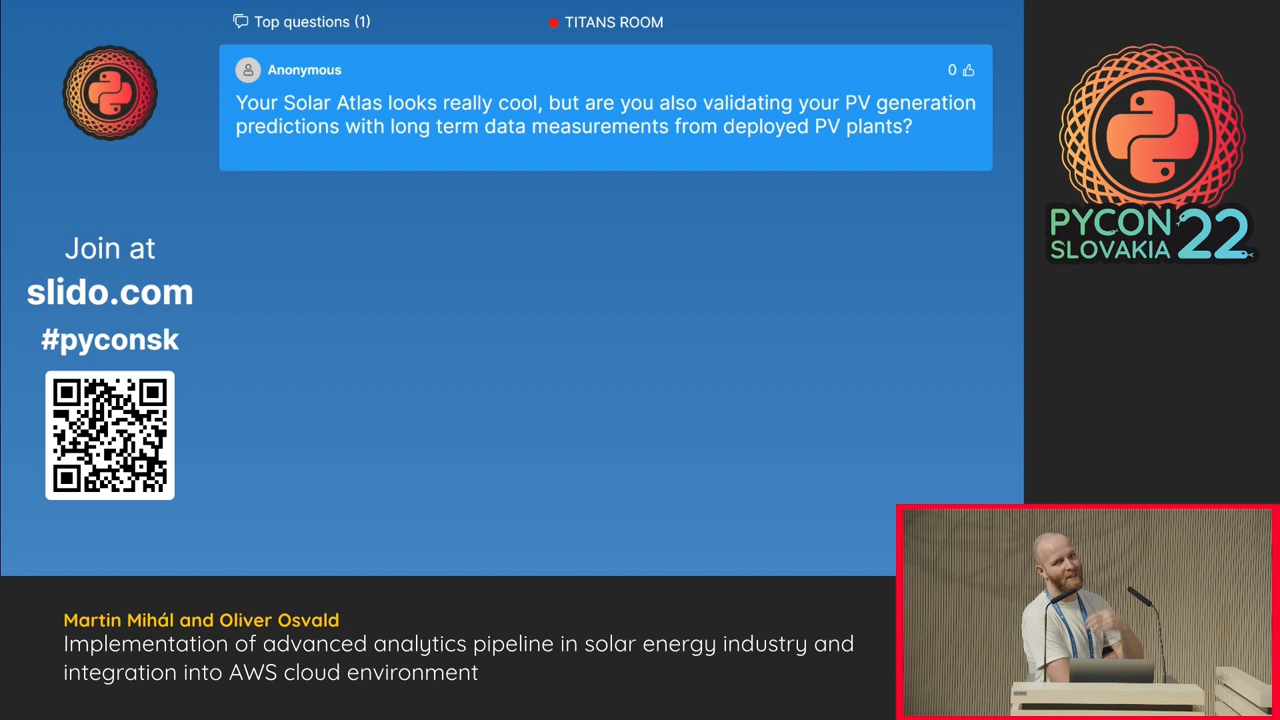 Top questions (1)
TITANS ROOM
Anonymous
0
Your Solar Atlas looks really cool, but are you also validating your PV generation
predictions with long term data measurements from deployed PV plants?
Join at
slido.com
#pyconsk
PYCON 22
SLOVAKIA
Martin Mihál and Oliver Osvald
Implementation of advanced analytics pipeline in solar energy industry and
integration into AWS cloud environment